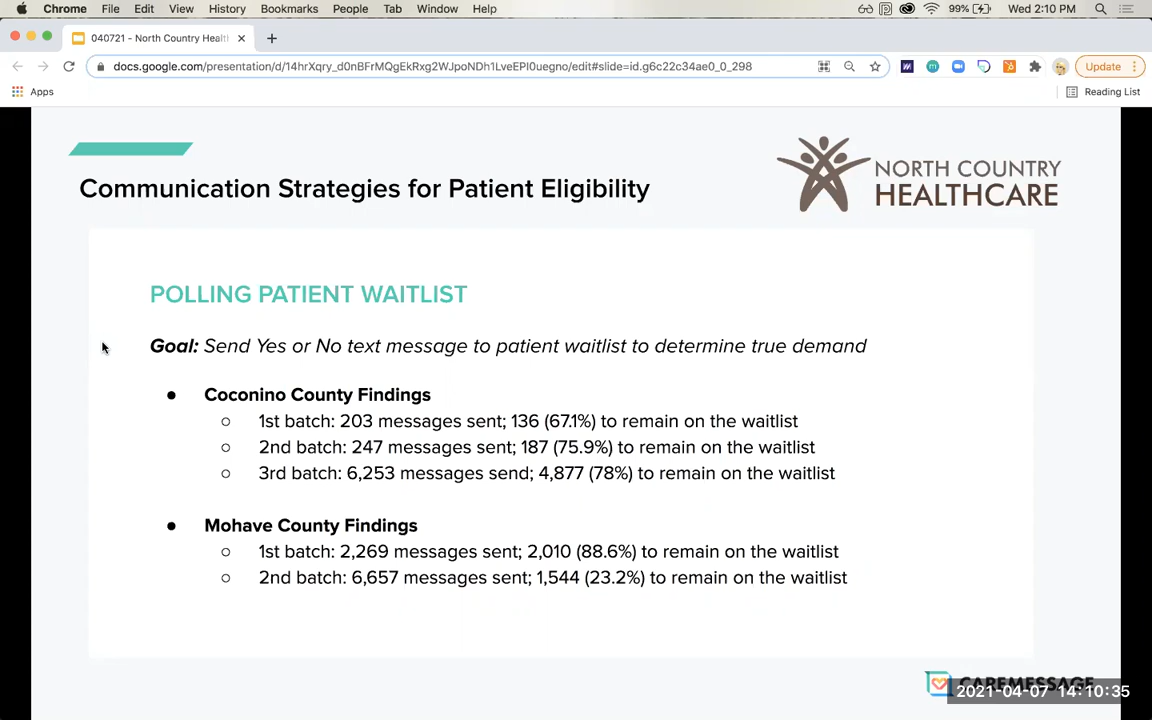 Chrome File Edit View History Bookmarks People Tab Window Help 99% Wed 2:10 PM
040721 - North Country Healt
docs.google.com/presentation/d/14hrXqry_d0nBFrMQgEkRxg2WJpoNDh1LveEPI0uegno/edit#slide=id.g6c22c34ae0_0_298 Update
Apps Reading List
Communication Strategies for Patient Eligibility
NORTH COUNTRY
HEALTHCARE
POLLING PATIENT WAITLIST
Goal: Send Yes or No text message to patient waitlist to determine true demand
● Coconino County Findings
○ 1st batch: 203 messages sent; 136 (67.1%) to remain on the waitlist
○ 2nd batch: 247 messages sent; 187 (75.9%) to remain on the waitlist
○ 3rd batch: 6,253 messages send; 4,877 (78%) to remain on the waitlist
● Mohave County Findings
○ 1st batch: 2,269 messages sent; 2,010 (88.6%) to remain on the waitlist
○ 2nd batch: 6,657 messages sent; 1,544 (23.2%) to remain on the waitlist
CAREMESSAGE
2021-04-07 14:10:35